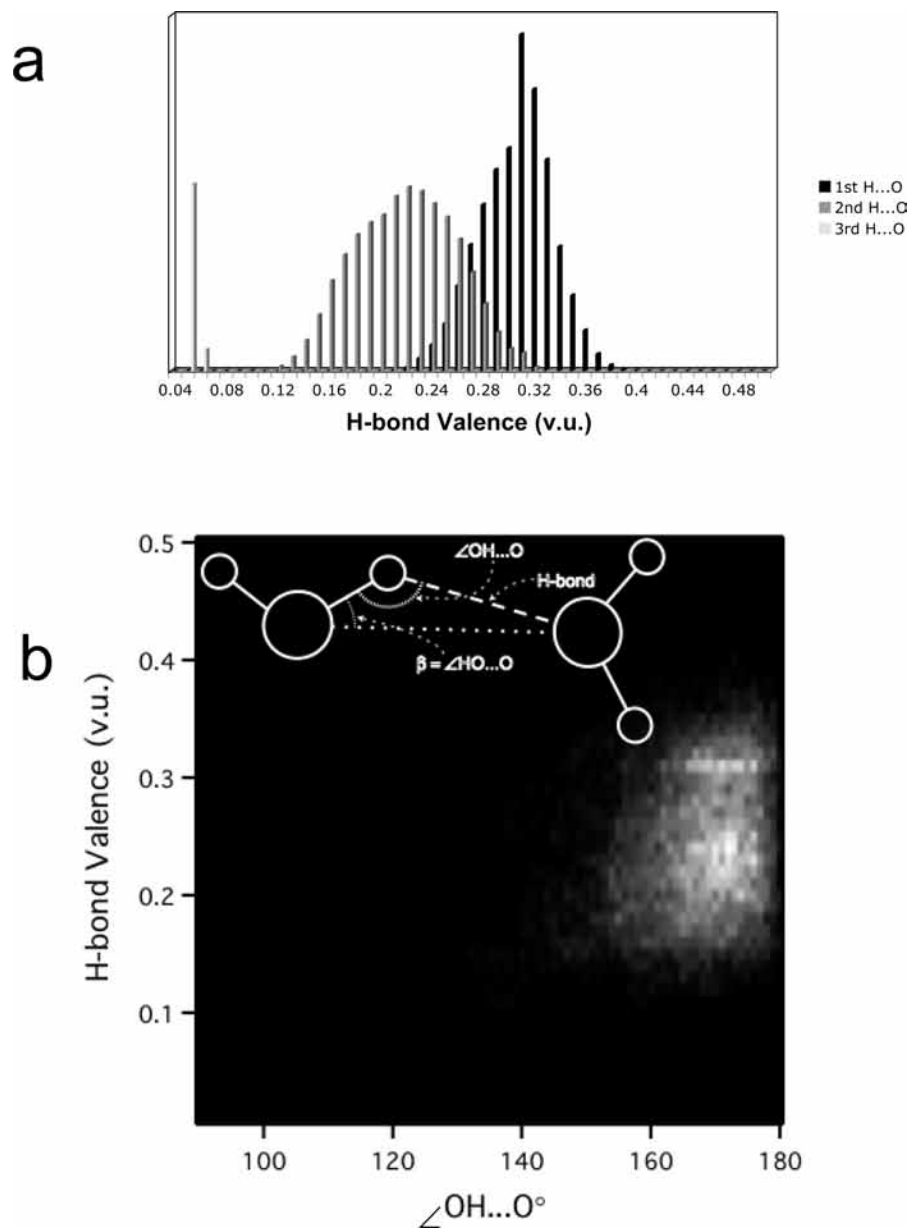 a
1st H...O
2nd H...O
3rd H...O
0.04 0.08 0.12 0.16 0.2 0.24 0.28 0.32 0.36 0.4 0.44 0.48
H-bond Valence (v.u.)
b
∠OH...O
H-bond
β = ∠HO...O
0.5
0.4
0.3
0.2
0.1
H-bond Valence (v.u.)
100 120 140 160 180
∠OH...O°